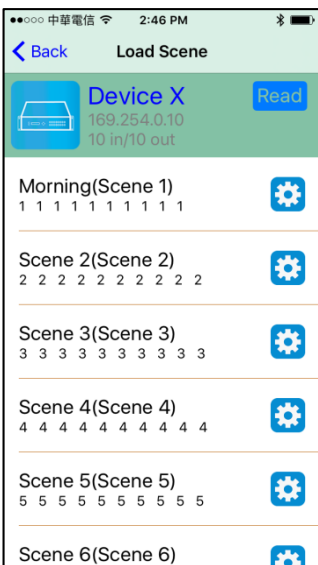 中華電信 2:46 PM
Back Load Scene
Device X Read
169.254.0.10
10 in/10 out
Morning(Scene 1)
1 1 1 1 1 1 1 1 1 1
Scene 2(Scene 2)
2 2 2 2 2 2 2 2 2 2
Scene 3(Scene 3)
3 3 3 3 3 3 3 3 3 3
Scene 4(Scene 4)
4 4 4 4 4 4 4 4 4 4
Scene 5(Scene 5)
5 5 5 5 5 5 5 5 5 5
Scene 6(Scene 6)